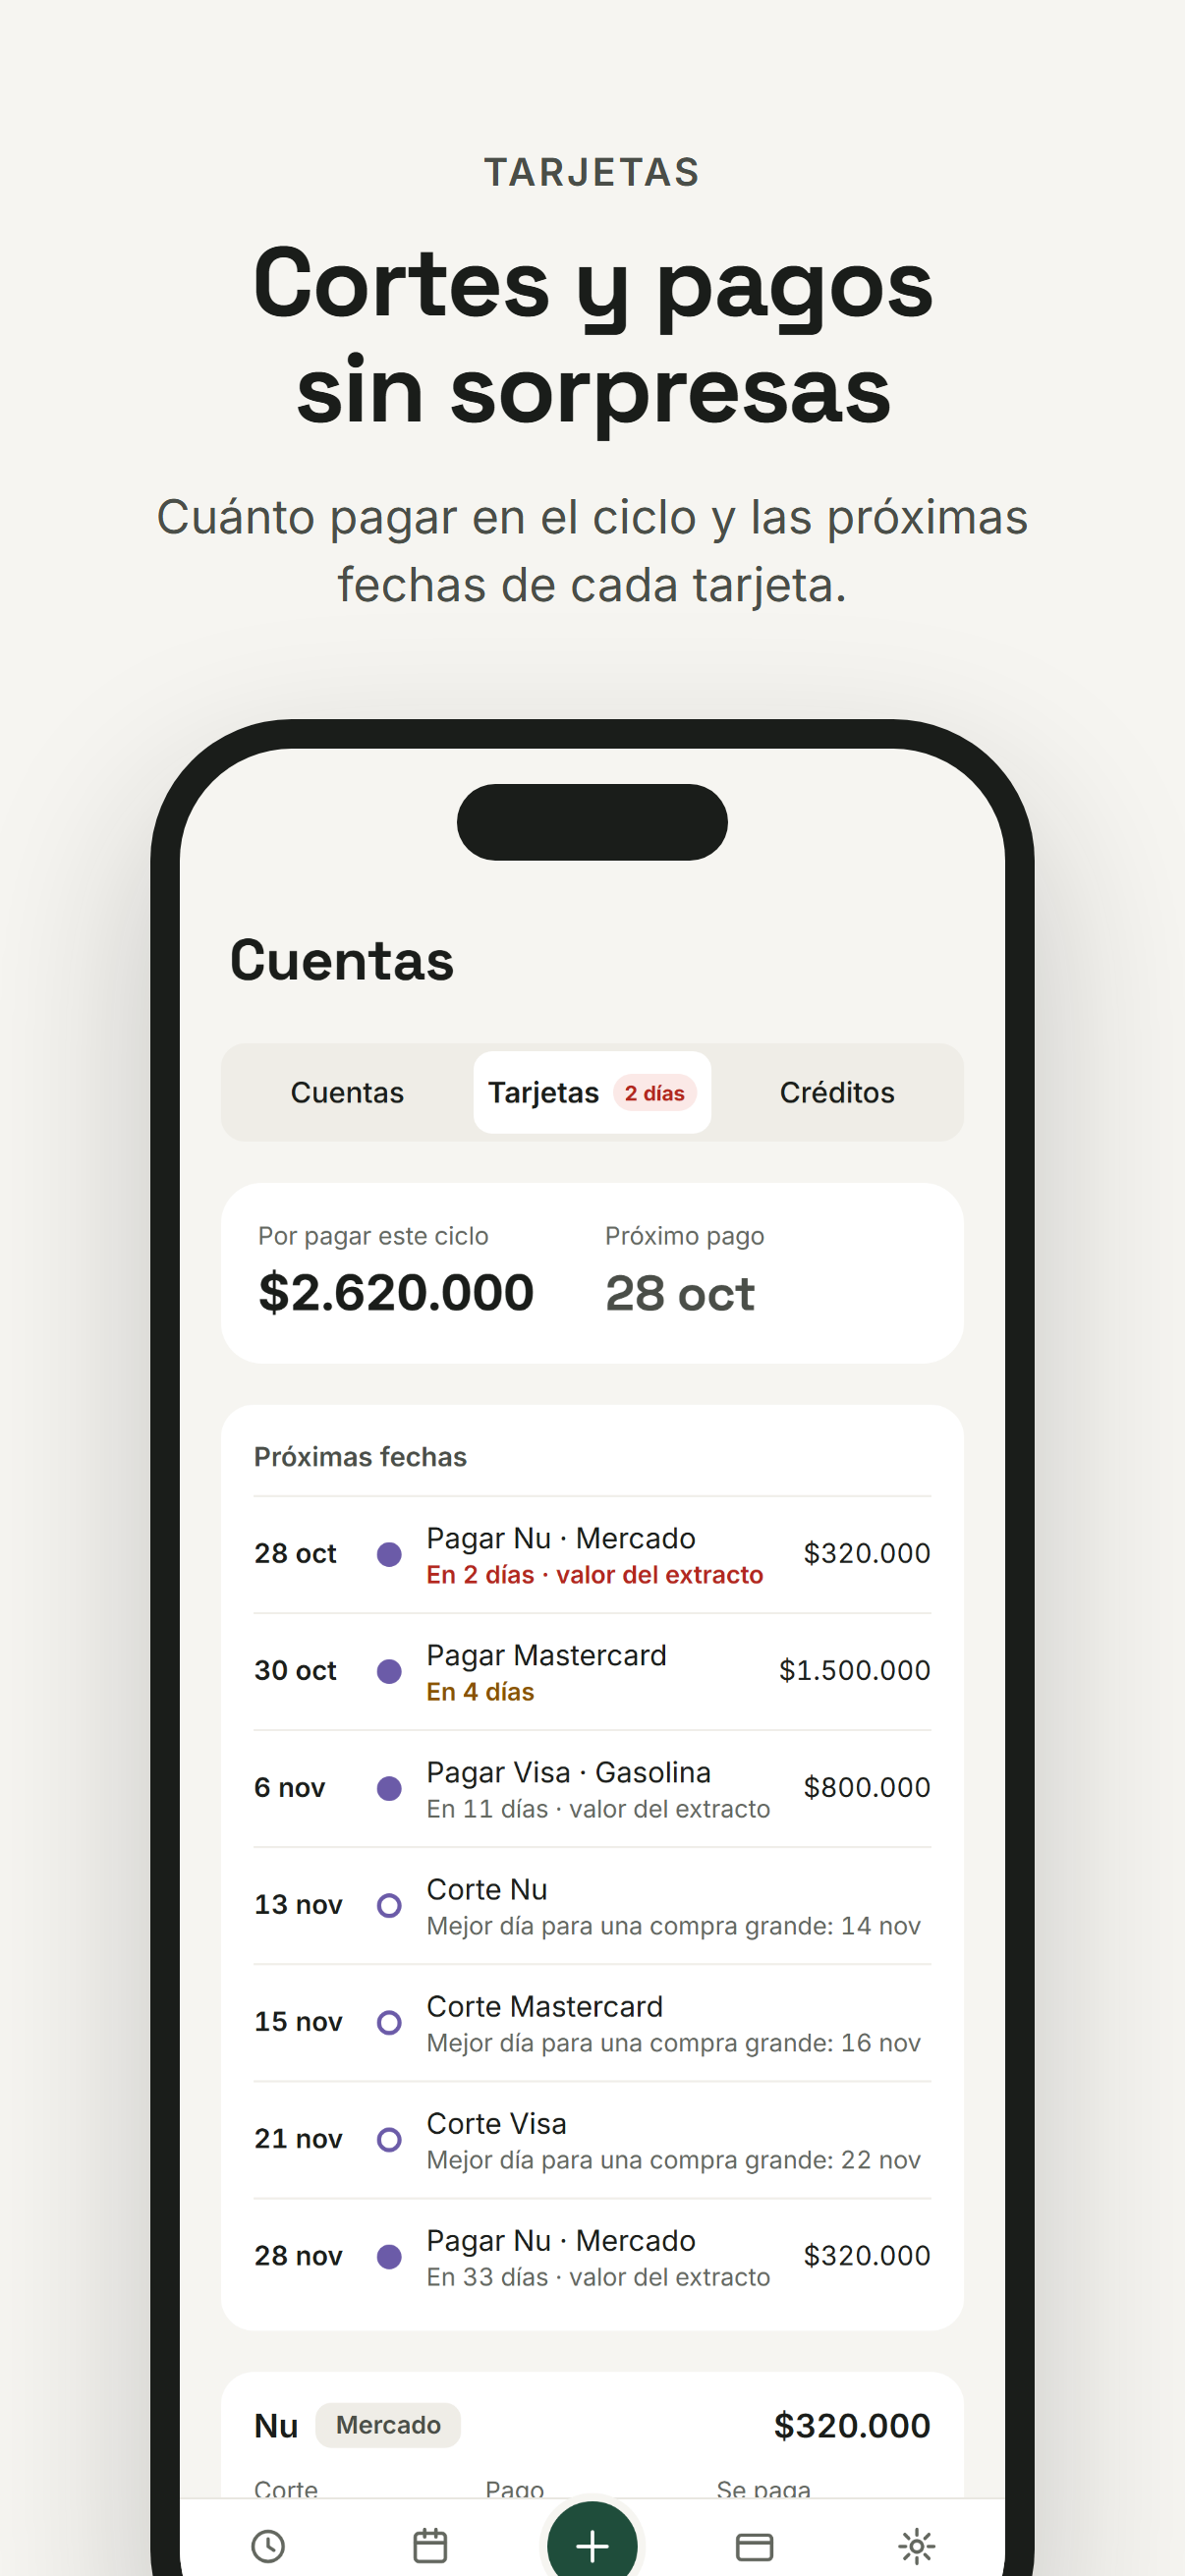 TARJETAS
Cortes y pagos
sin sorpresas
Cuánto pagar en el ciclo y las próximas
fechas de cada tarjeta.
Cuentas
Cuentas Tarjetas 2 días Créditos
Por pagar este ciclo Próximo pago
$2.620.000 28 oct
Próximas fechas
28 oct Pagar Nu · Mercado $320.000
En 2 días · valor del extracto
30 oct Pagar Mastercard $1.500.000
En 4 días
6 nov Pagar Visa · Gasolina $800.000
En 11 días · valor del extracto
13 nov Corte Nu
Mejor día para una compra grande: 14 nov
15 nov Corte Mastercard
Mejor día para una compra grande: 16 nov
21 nov Corte Visa
Mejor día para una compra grande: 22 nov
28 nov Pagar Nu · Mercado $320.000
En 33 días · valor del extracto
Nu Mercado $320.000
Corte Pago Se paga